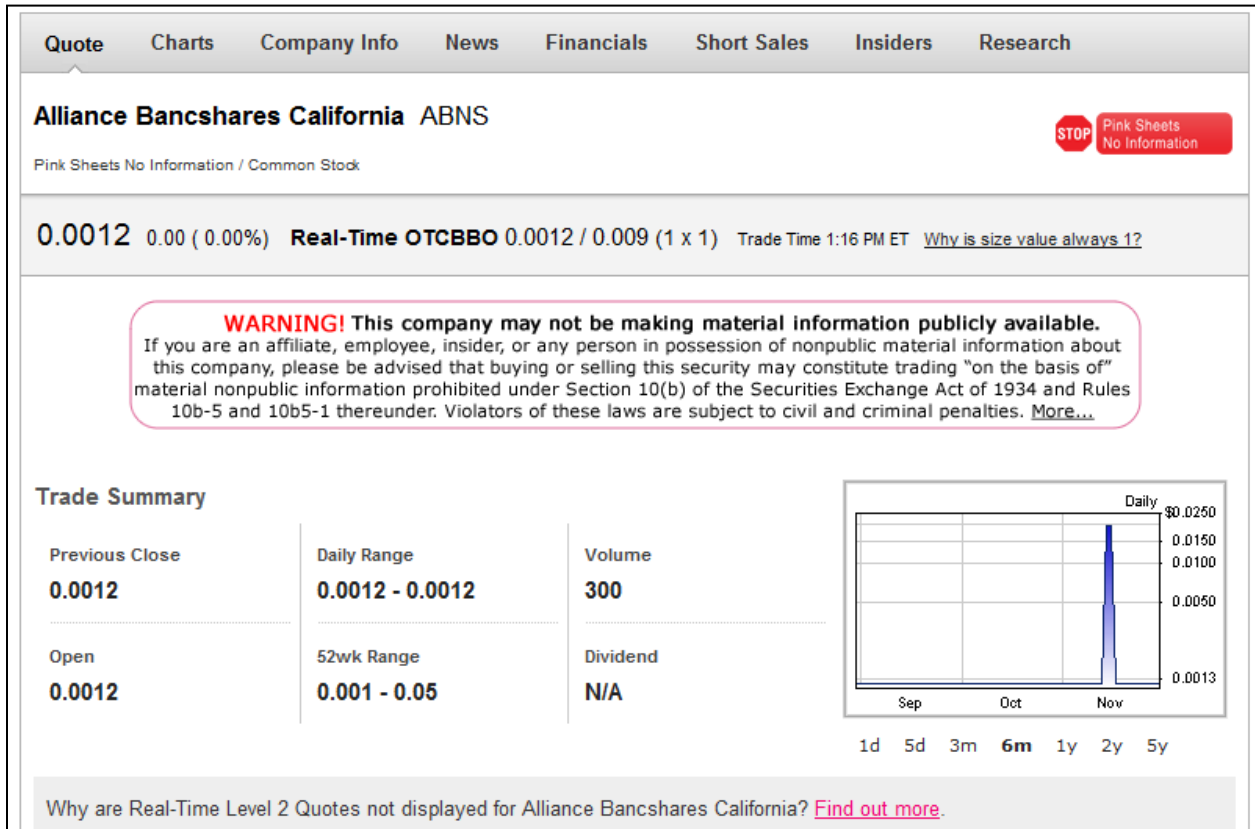 Quote Charts Company Info News Financials Short Sales Insiders Research
Alliance Bancshares California ABNS
STOP Pink Sheets
No Information
Pink Sheets No Information / Common Stock
0.0012 0.00 ( 0.00%) Real-Time OTCBBO 0.0012 / 0.009 (1 x 1) Trade Time 1:16 PM ET Why is size value always 1?
WARNING! This company may not be making material information publicly available.
If you are an affiliate, employee, insider, or any person in possession of nonpublic material information about
this company, please be advised that buying or selling this security may constitute trading "on the basis of"
material nonpublic information prohibited under Section 10(b) of the Securities Exchange Act of 1934 and Rules
10b-5 and 10b5-1 thereunder. Violators of these laws are subject to civil and criminal penalties. More...
Trade Summary
Previous Close Daily Range Volume
0.0012 0.0012 - 0.0012 300
Open 52wk Range Dividend
0.0012 0.001 - 0.05 N/A
Daily
$0.0250
0.0150
0.0100
0.0050
0.0013
Sep Oct Nov
1d 5d 3m 6m 1y 2y 5y
Why are Real-Time Level 2 Quotes not displayed for Alliance Bancshares California? Find out more.